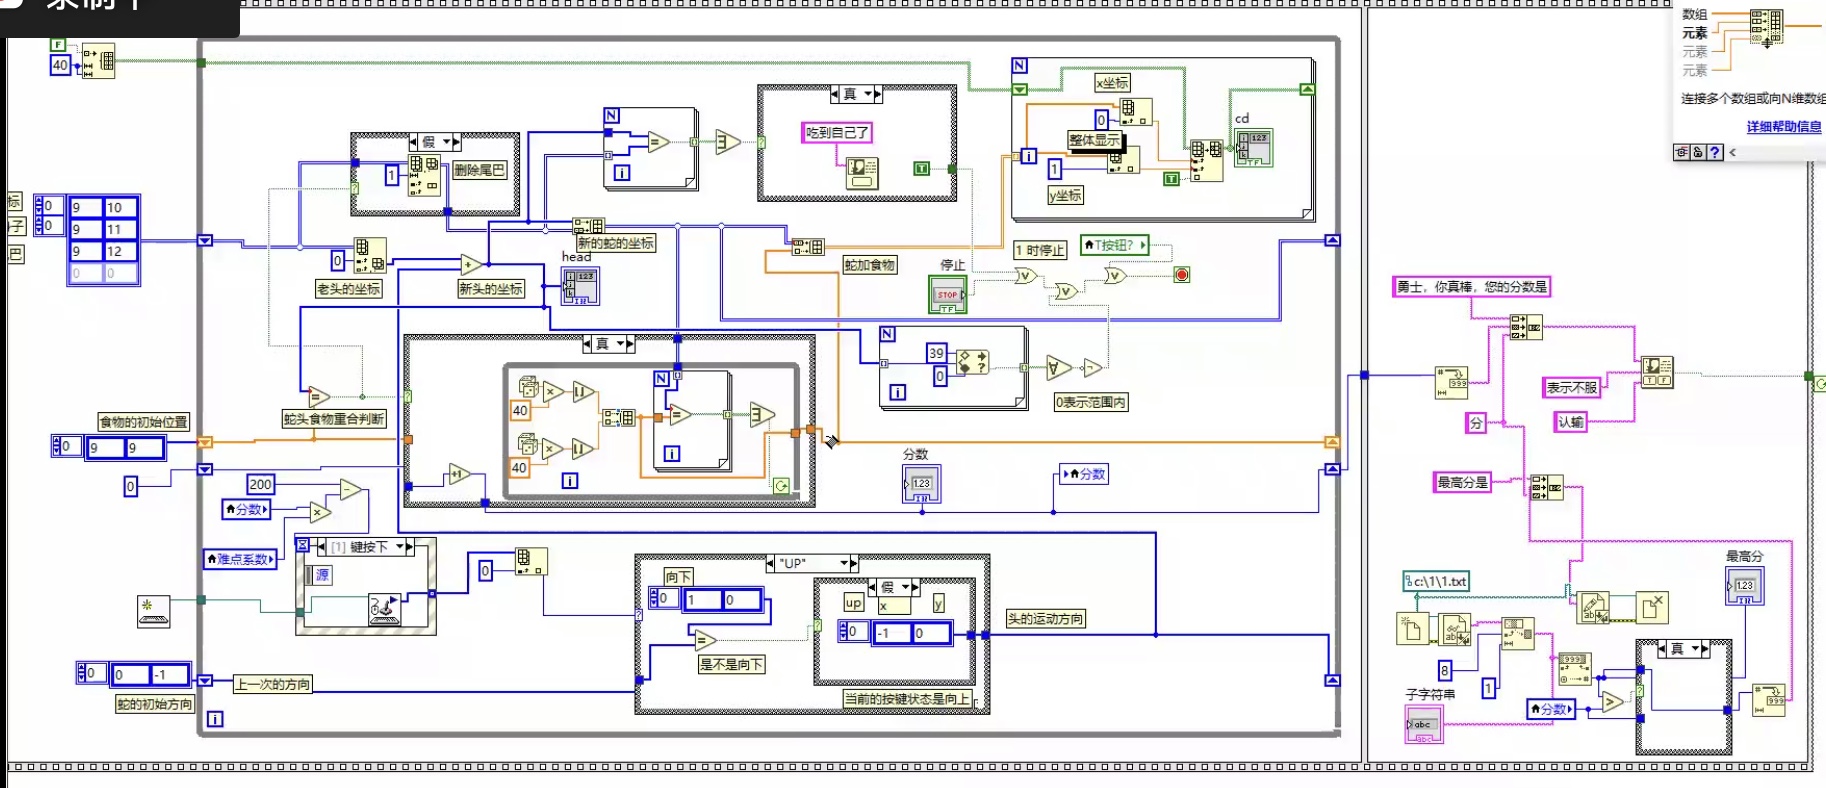 数组
元素
元素
元素
连接多个数组或向N维数组
详细帮助信息
F
40
N
真
吃到自己了
T
i
N
x坐标
0
整体显示
i
1
y坐标
T
cd
假
1
删除尾巴
0
0
9 10
9 11
9 12
0 0
0
老头的坐标
新头的坐标
新的蛇的坐标
head
蛇加食物
停止
STOP
TF
1 时停止
T按钮?
真
N
39
0
i
0表示范围内
蛇头食物重合判断
食物的初始位置
0 9 9
0
40
40
N
i
i
+1
200
分数
难点系数
分数
1.23
分数
[1] 键按下
源
0
"UP"
向下
0 1 0
是不是向下
假
up x y
0 -1 0
当前的按键状态是向上
头的运动方向
0 0 -1
蛇的初始方向
上一次的方向
i
勇士，你真棒，您的分数是
表示不服
分
认输
最高分是
c:\1\1.txt
最高分
1.23
8
1
真
分数
子字符串
abc